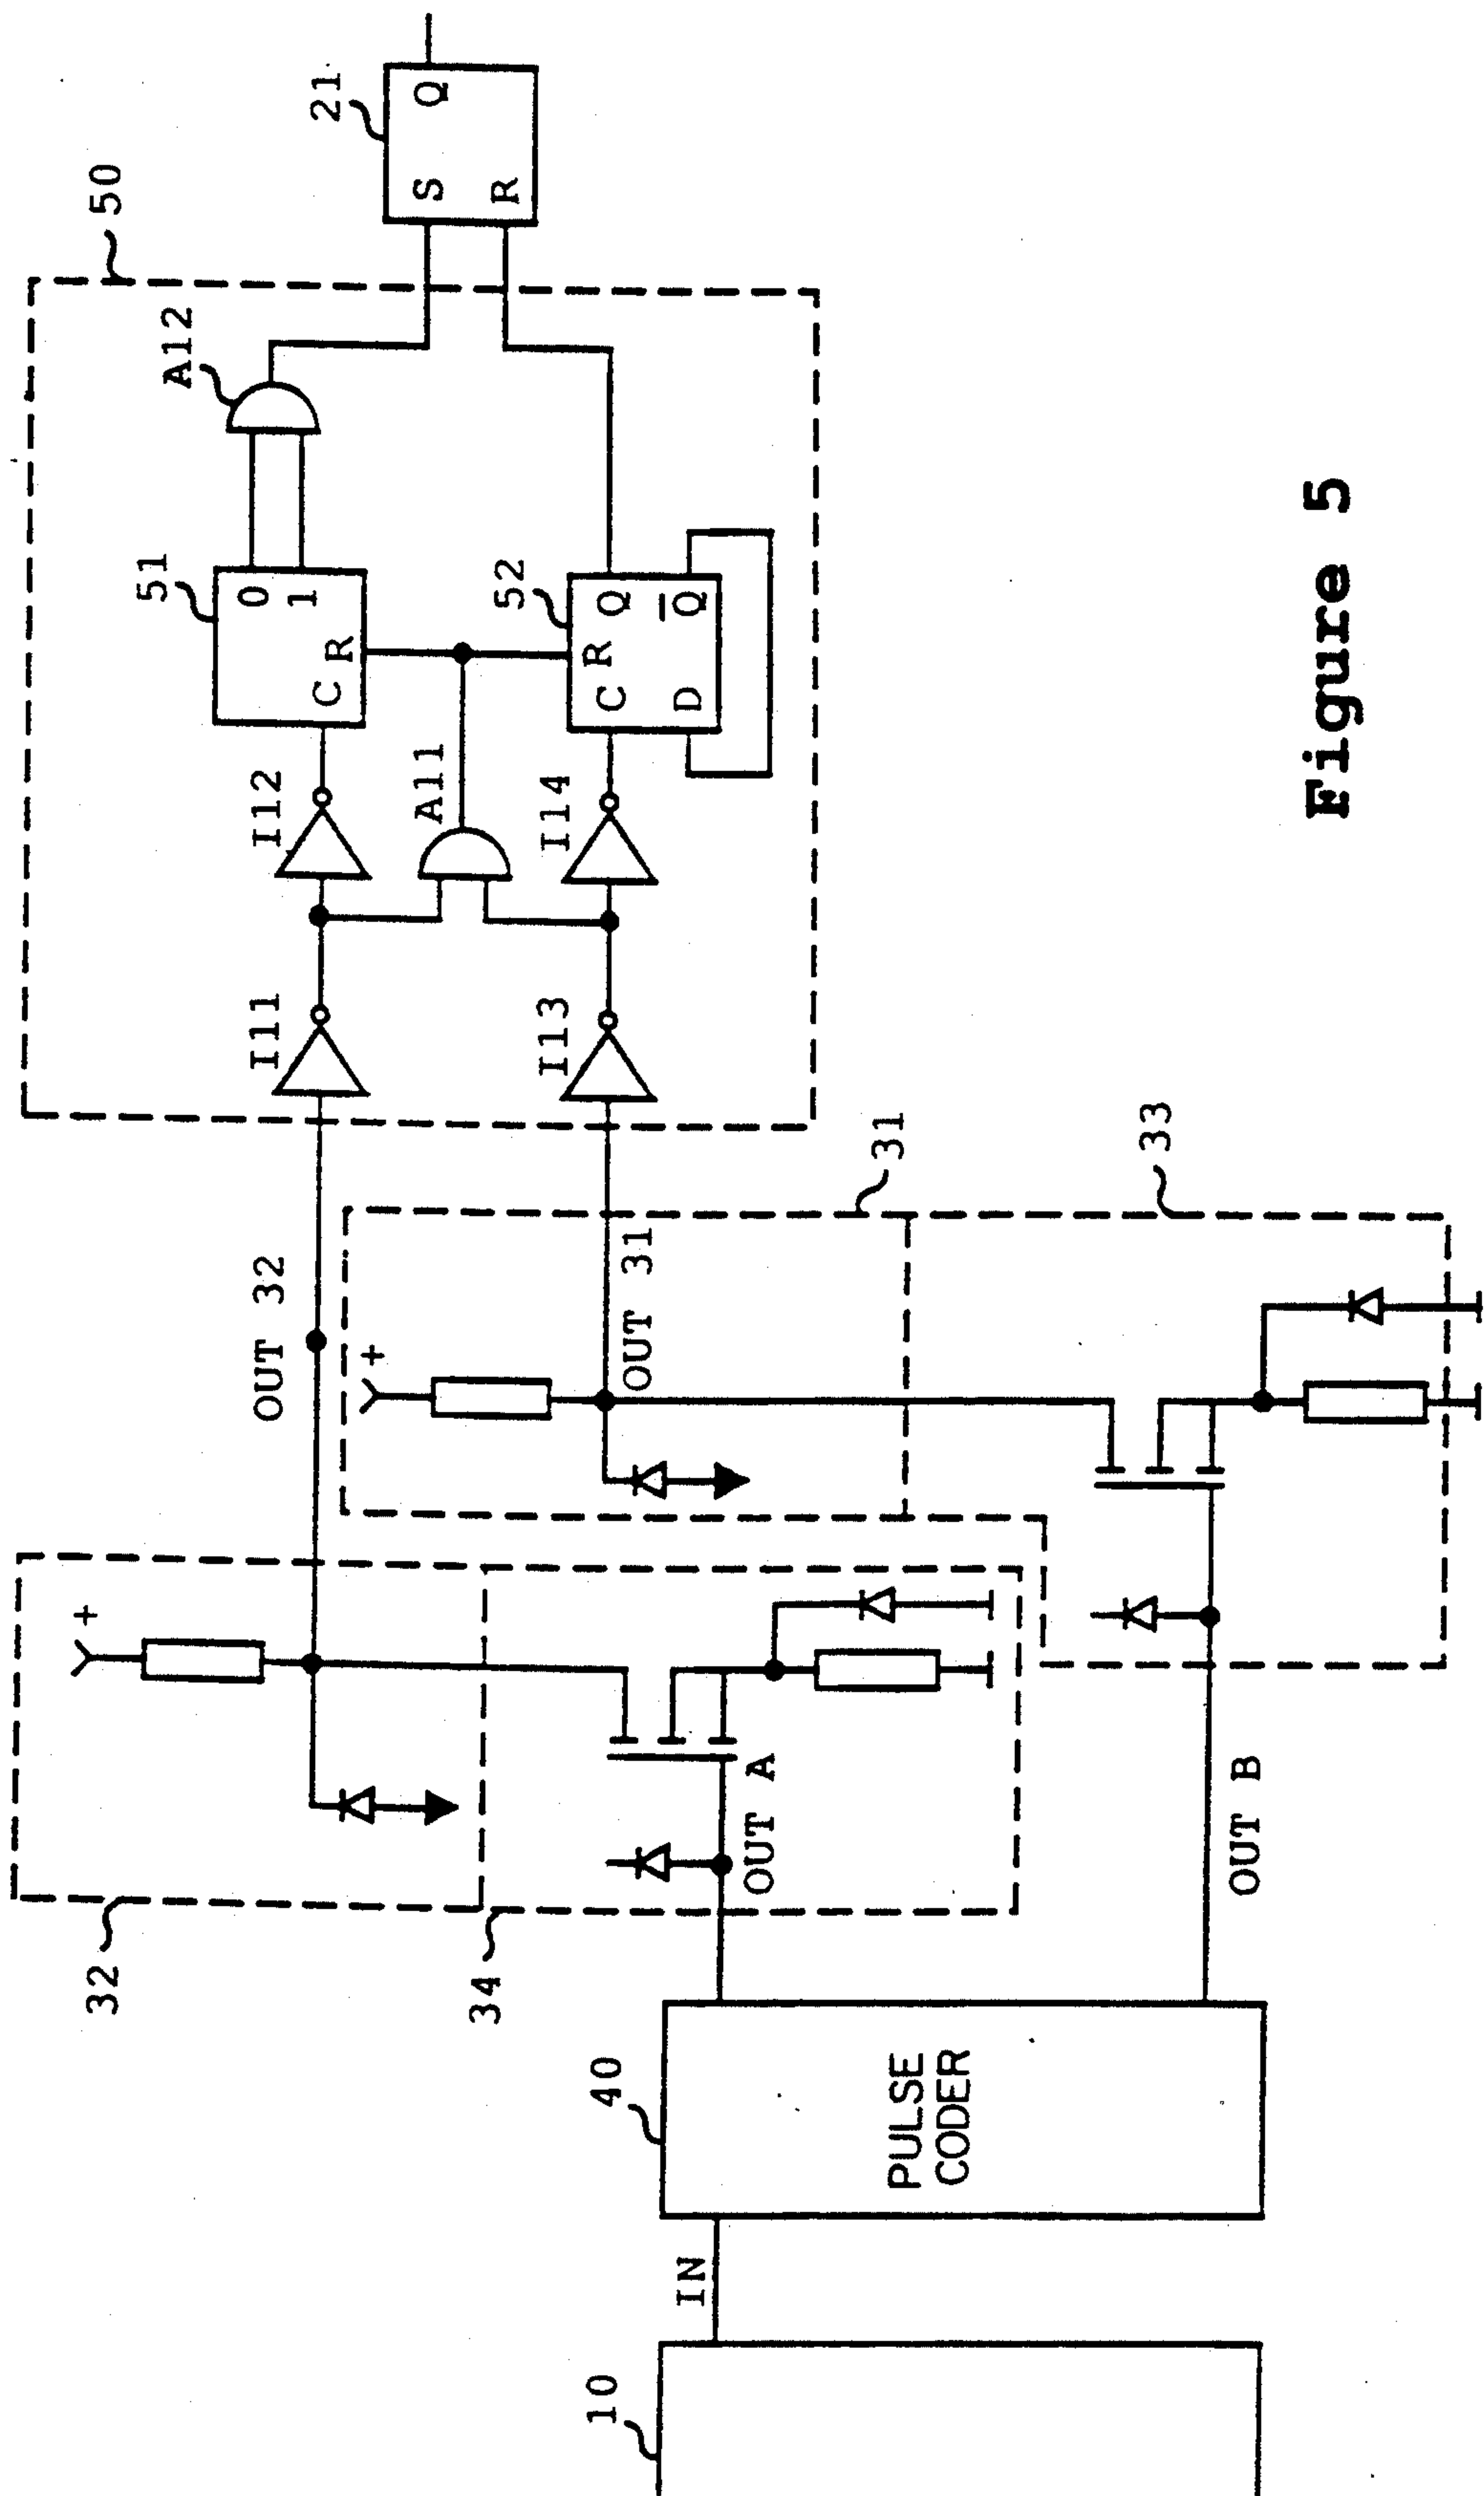 10
IN
40
PULSE
CODER
32
34
+
OUT A
OUT B
OUT 32
+
OUT 31
31
33
50
I11
I12
I13
I14
A11
51
C
R
0
1
52
C
R
Q
D
Q̅
A12
21
S
R
Q
Figure 5